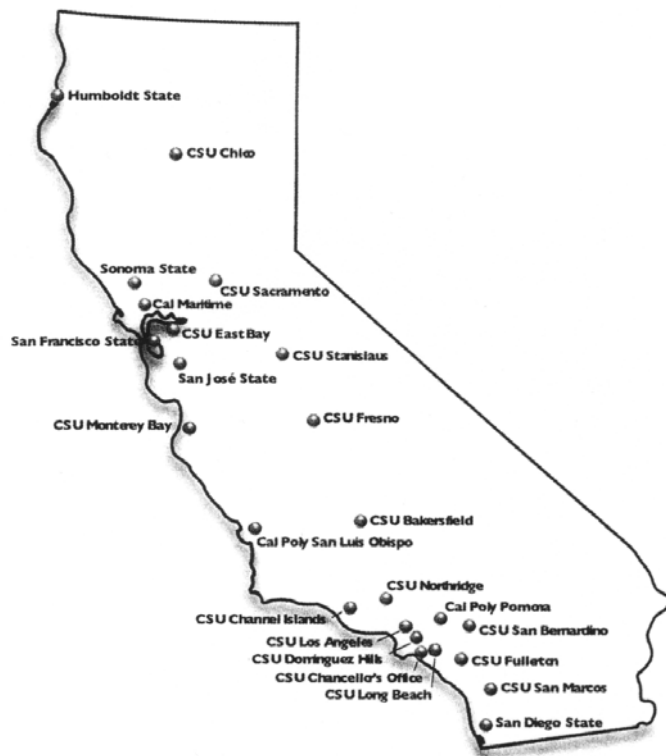 Humboldt State
CSU Chico
Sonoma State
CSU Sacramento
Cal Maritime
CSU East Bay
San Francisco State
CSU Stanislaus
San José State
CSU Fresno
CSU Monterey Bay
CSU Bakersfield
Cal Poly San Luis Obispo
CSU Northridge
CSU Channel Islands
Cal Poly Pomona
CSU San Bernardino
CSU Los Angeles
CSU Dominguez Hills
CSU Fullerton
CSU Chancellor's Office
CSU Long Beach
CSU San Marcos
San Diego State